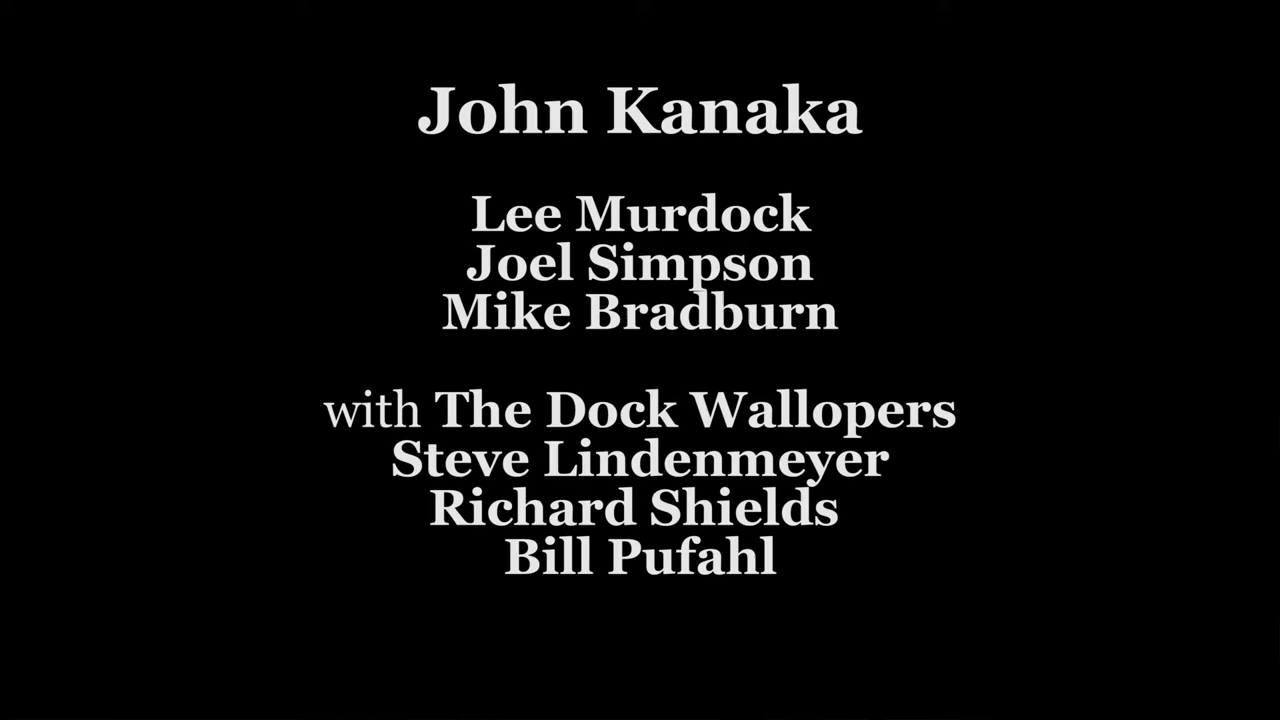 John Kanaka
Lee Murdock
Joel Simpson
Mike Bradburn
with The Dock Wallopers
Steve Lindenmeyer
Richard Shields
Bill Pufahl